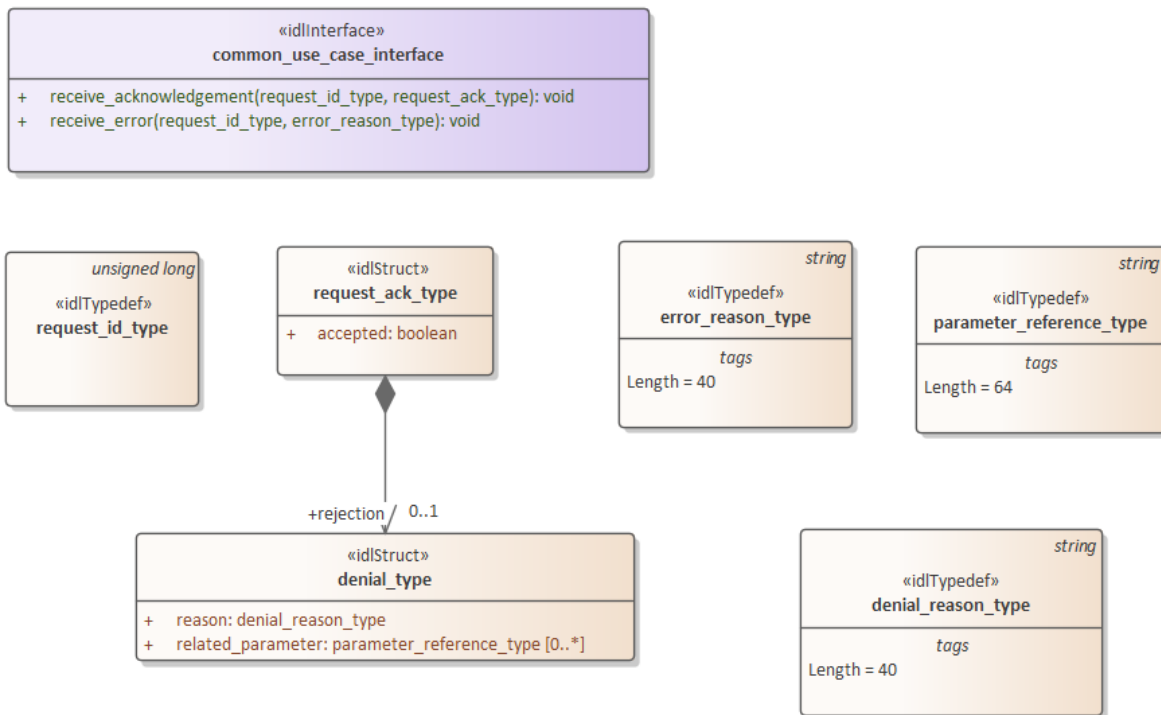 «idlInterface»
common_use_case_interface
+ receive_acknowledgement(request_id_type, request_ack_type): void
+ receive_error(request_id_type, error_reason_type): void
unsigned long
«idlTypedef»
request_id_type
«idlStruct»
request_ack_type
+ accepted: boolean
string
«idlTypedef»
error_reason_type
tags
Length = 40
string
«idlTypedef»
parameter_reference_type
tags
Length = 64
+rejection 0..1
«idlStruct»
denial_type
+ reason: denial_reason_type
+ related_parameter: parameter_reference_type [0..*]
string
«idlTypedef»
denial_reason_type
tags
Length = 40